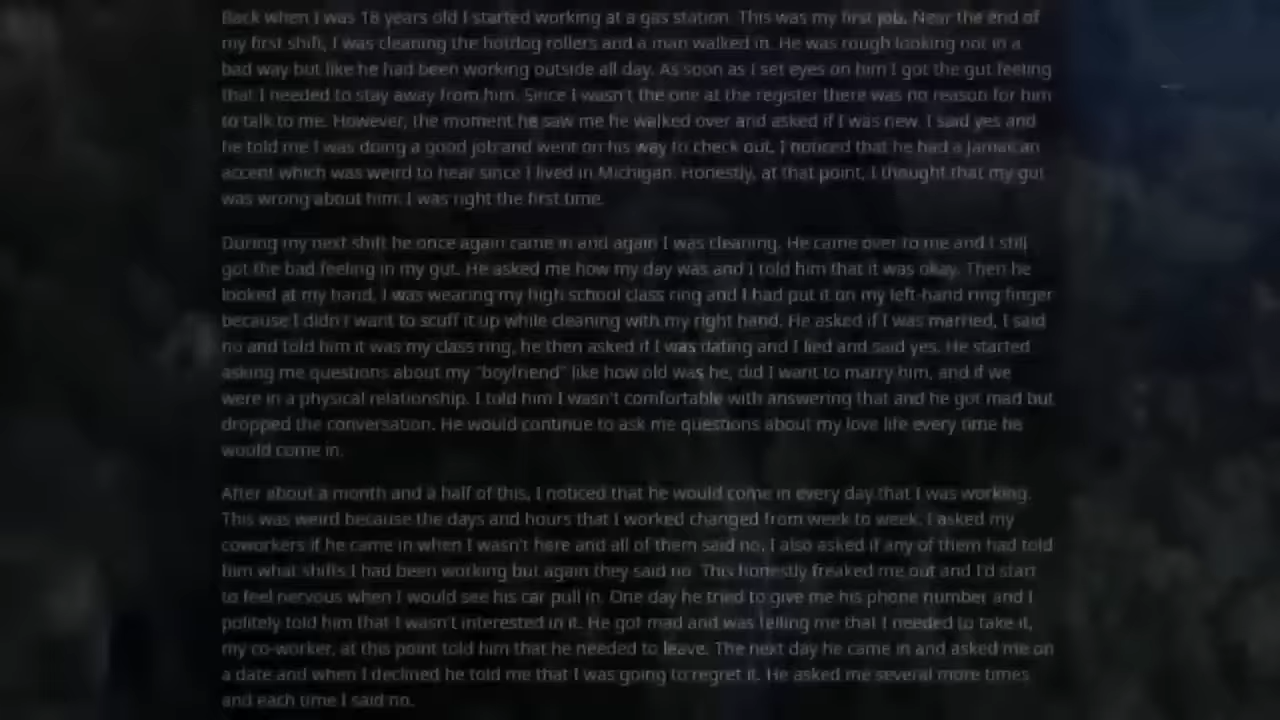 Back when I was 18 years old I started working at a gas station. This was my first job. Near the end of
my first shift, I was cleaning the hotdog rollers and a man walked in. He was rough looking not in a
bad way but like he had been working outside all day. As soon as I set eyes on him I got the gut feeling
that I needed to stay away from him. Since I wasn't the one at the register there was no reason for him
to talk to me. However, the moment he saw me he walked over and asked if I was new. I said yes and
he told me I was doing a good job and went on his way to check out. I noticed that he had a Jamaican
accent which was weird to hear since I lived in Michigan. Honestly, at that point, I thought that my gut
was wrong about him. I was right the first time.
During my next shift he once again came in and again I was cleaning. He came over to me and I still
got the bad feeling in my gut. He asked me how my day was and I told him that it was okay. Then he
looked at my hand. I was wearing my high school class ring and I had put it on my left-hand ring finger
because I didn't want to scuff it up while cleaning with my right hand. He asked if I was married, I said
no and told him it was my class ring, he then asked if I was dating and I lied and said yes. He started
asking me questions about my "boyfriend" like how old was he, did I want to marry him, and if we
were in a physical relationship. I told him I wasn't comfortable with answering that and he got mad but
dropped the conversation. He would continue to ask me questions about my love life every time he
would come in.
After about a month and a half of this, I noticed that he would come in every day that I was working.
This was weird because the days and hours that I worked changed from week to week. I asked my
coworkers if he came in when I wasn't here and all of them said no. I also asked if any of them had told
him what shifts I had been working but again they said no. This honestly freaked me out and I'd start
to feel nervous when I would see his car pull in. One day he tried to give me his phone number and I
politely told him that I wasn't interested in it. He got mad and was telling me that I needed to take it,
my co-worker, at this point told him that he needed to leave. The next day he came in and asked me on
a date and when I declined he told me that I was going to regret it. He asked me several more times
and each time I said no.